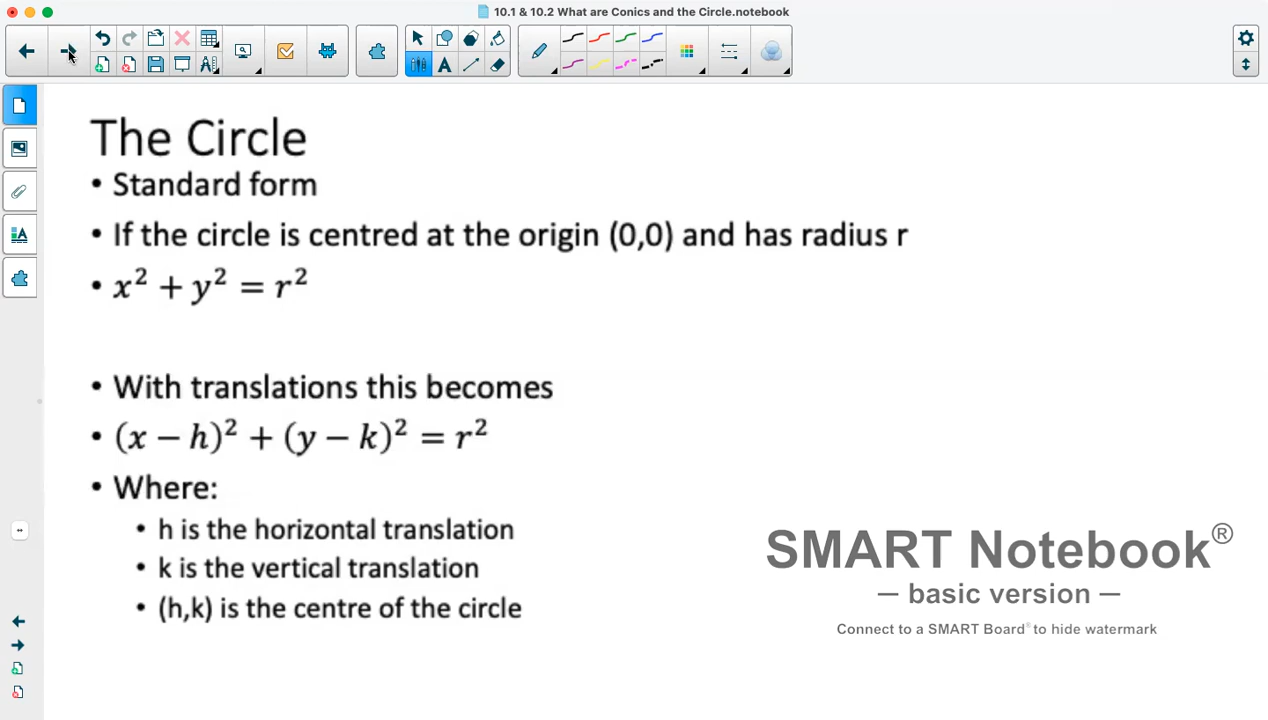 10.1 & 10.2 What are Conics and the Circle.notebook
The Circle
• Standard form
• If the circle is centred at the origin (0,0) and has radius r
• x² + y² = r²
• With translations this becomes
• (x − h)² + (y − k)² = r²
• Where:
• h is the horizontal translation
• k is the vertical translation
• (h,k) is the centre of the circle
SMART Notebook®
— basic version —
Connect to a SMART Board® to hide watermark